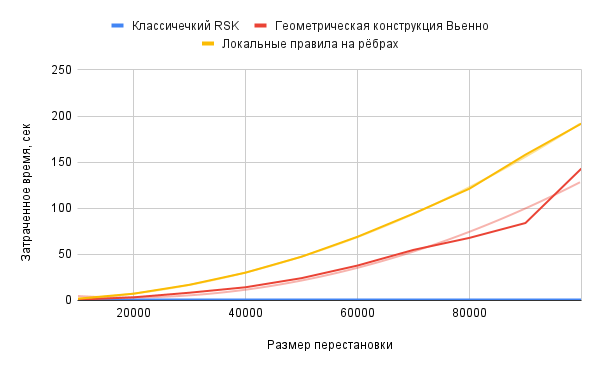 Классичечкий RSK Геометрическая конструкция Вьенно
Локальные правила на рёбрах
250
200
150
100
50
0
20000 40000 60000 80000
Затраченное время, сек
Размер перестановки